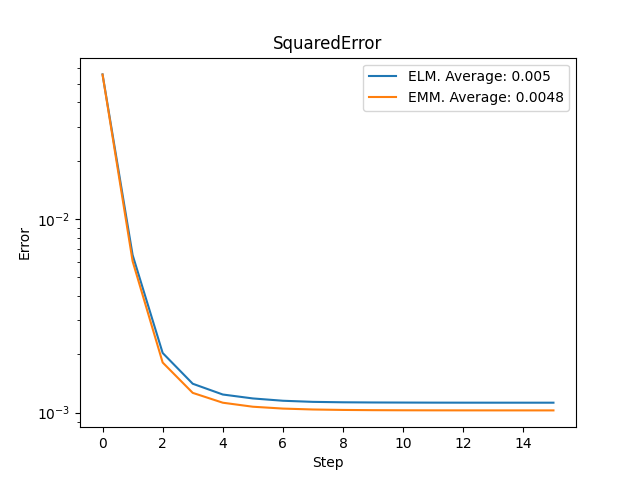 SquaredError
ELM. Average: 0.005
EMM. Average: 0.0048
Error
10⁻²
10⁻³
0 2 4 6 8 10 12 14
Step